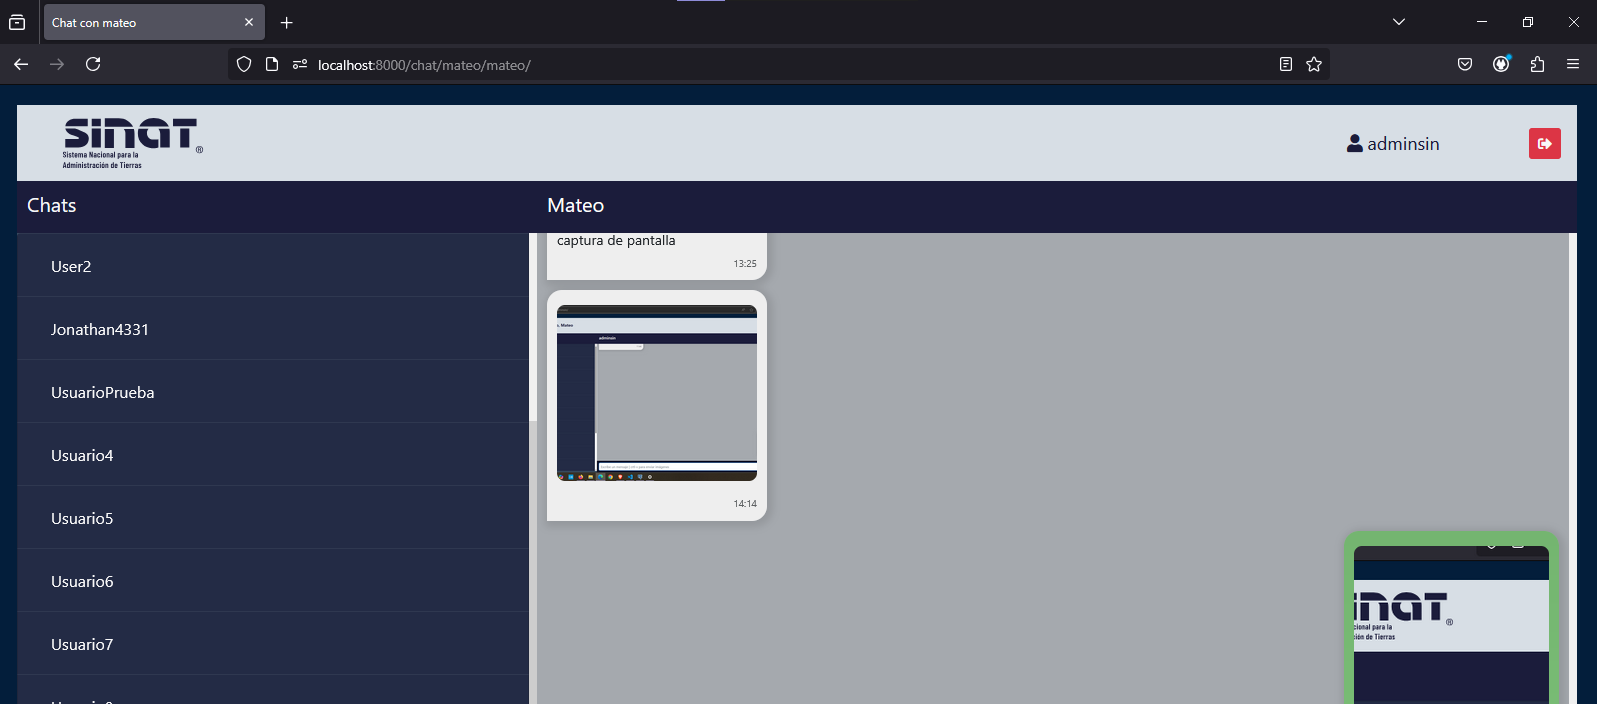 Chat con mateo
localhost:8000/chat/mateo/mateo/
sinat®
Sistema Nacional para la
Administración de Tierras
adminsin
Chats
Mateo
User2
Jonathan4331
UsuarioPrueba
Usuario4
Usuario5
Usuario6
Usuario7
captura de pantalla
13:25
, Mateo
adminsin
14:14
inat®
cional para la
ión de Tierras